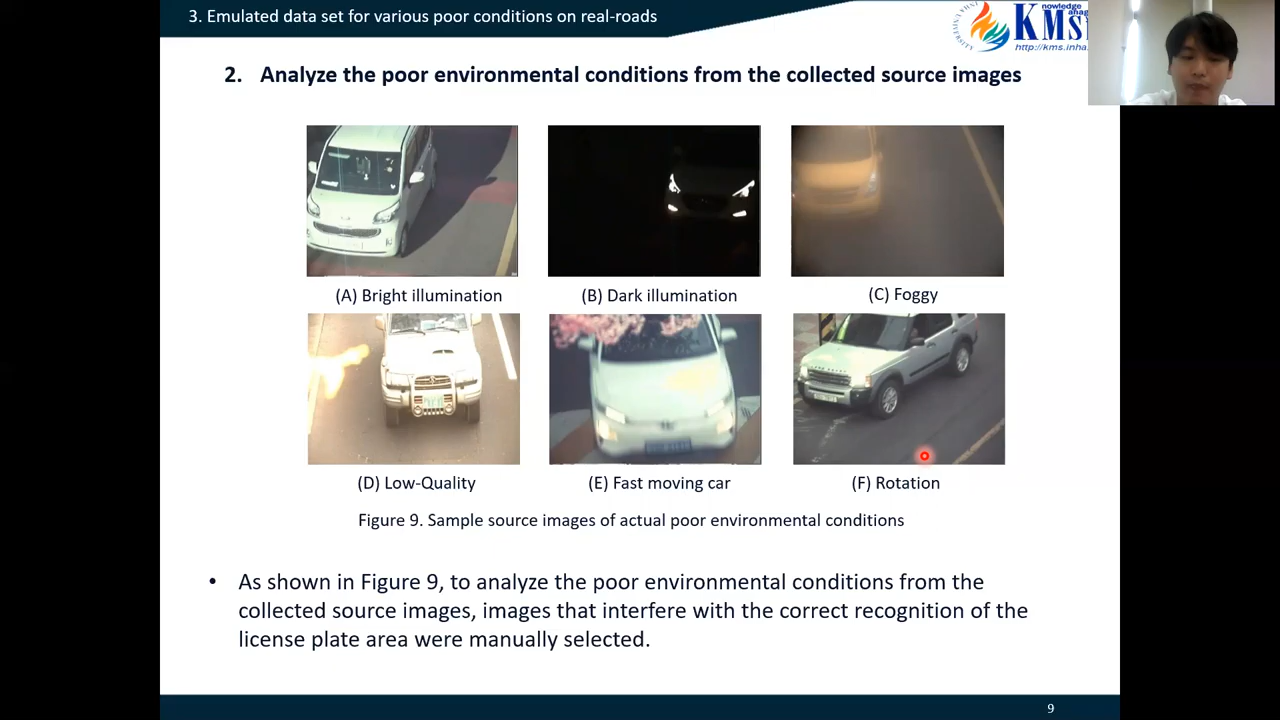 3. Emulated data set for various poor conditions on real-roads
KMS
nowledge
http://kms.inha.
2. Analyze the poor environmental conditions from the collected source images
(A) Bright illumination
(B) Dark illumination
(C) Foggy
(D) Low-Quality
(E) Fast moving car
(F) Rotation
Figure 9. Sample source images of actual poor environmental conditions
• As shown in Figure 9, to analyze the poor environmental conditions from the
collected source images, images that interfere with the correct recognition of the
license plate area were manually selected.
9